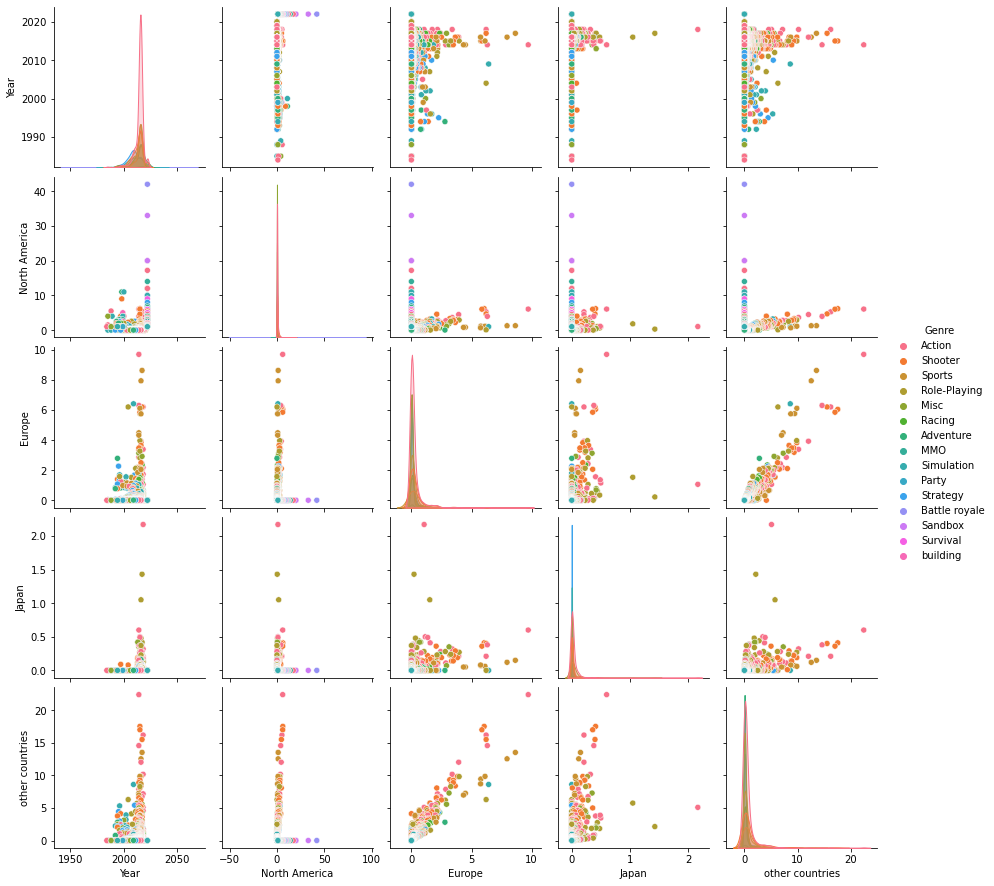 2020
2010
2000
1990
Year
40
30
20
10
0
North America
10
8
6
4
2
0
Europe
2.0
1.5
1.0
0.5
0.0
Japan
20
15
10
5
0
other countries
1950 2000 2050
Year
−50 0 50 100
North America
0 5 10
Europe
0 1 2
Japan
0 10 20
other countries
Genre
Action
Shooter
Sports
Role-Playing
Misc
Racing
Adventure
MMO
Simulation
Party
Strategy
Battle royale
Sandbox
Survival
building